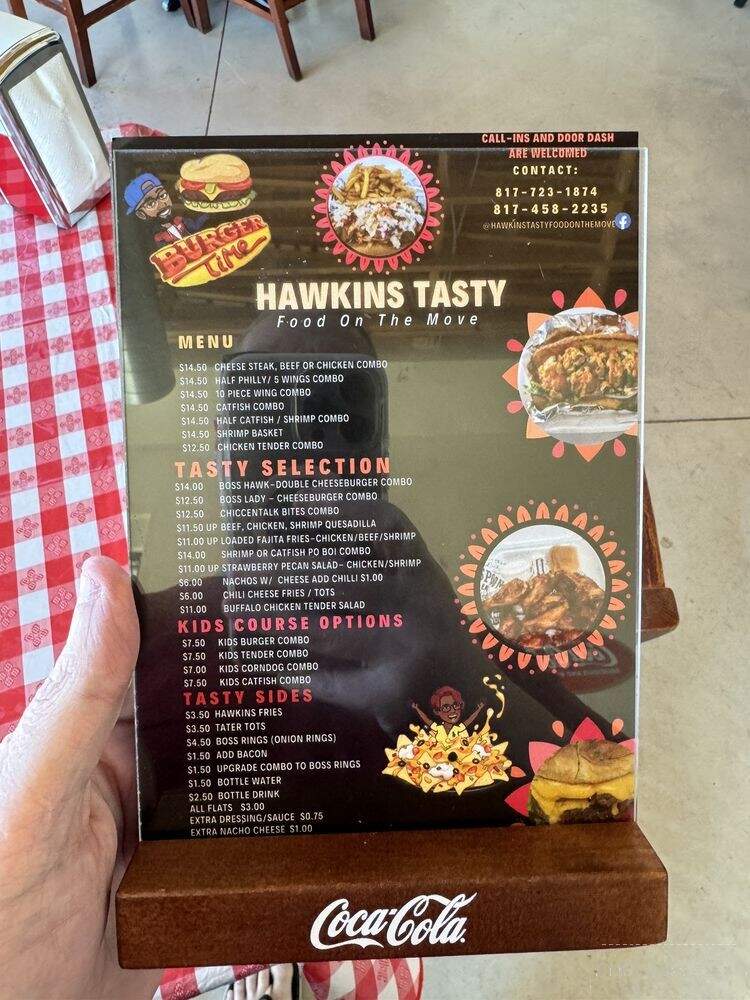 CALL-INS AND DOOR DASH
ARE WELCOMED
CONTACT:
817-723-1874
817-458-2235
@HAWKINSTASTYFOODONTHEMOVE
BURGER
Time
HAWKINS TASTY
Food On The Move
MENU
$14.50 CHEESE STEAK, BEEF OR CHICKEN COMBO
$14.50 HALF PHILLY/ 5 WINGS COMBO
$14.50 10 PIECE WING COMBO
$14.50 CATFISH COMBO
$14.50 HALF CATFISH / SHRIMP COMBO
$14.50 SHRIMP BASKET
$12.50 CHICKEN TENDER COMBO
TASTY SELECTION
$14.00 BOSS HAWK-DOUBLE CHEESEBURGER COMBO
$12.50 BOSS LADY - CHEESEBURGER COMBO
$12.50 CHICCENTALK BITES COMBO
$11.50 UP BEEF, CHICKEN, SHRIMP QUESADILLA
$11.00 UP LOADED FAJITA FRIES-CHICKEN/BEEF/SHRIMP
$14.00 SHRIMP OR CATFISH PO BOI COMBO
$11.00 UP STRAWBERRY PECAN SALAD- CHICKEN/SHRIMP
$6.00 NACHOS W/ CHEESE ADD CHILLI $1.00
$6.00 CHILI CHEESE FRIES / TOTS
$11.00 BUFFALO CHICKEN TENDER SALAD
KIDS COURSE OPTIONS
$7.50 KIDS BURGER COMBO
$7.50 KIDS TENDER COMBO
$7.00 KIDS CORNDOG COMBO
$7.50 KIDS CATFISH COMBO
TASTY SIDES
$3.50 HAWKINS FRIES
$3.50 TATER TOTS
$4.50 BOSS RINGS (ONION RINGS)
$1.50 ADD BACON
$1.50 UPGRADE COMBO TO BOSS RINGS
$1.50 BOTTLE WATER
$2.50 BOTTLE DRINK
ALL FLATS $3.00
EXTRA DRESSING/SAUCE $0.75
EXTRA NACHO CHEESE $1.00
Coca-Cola